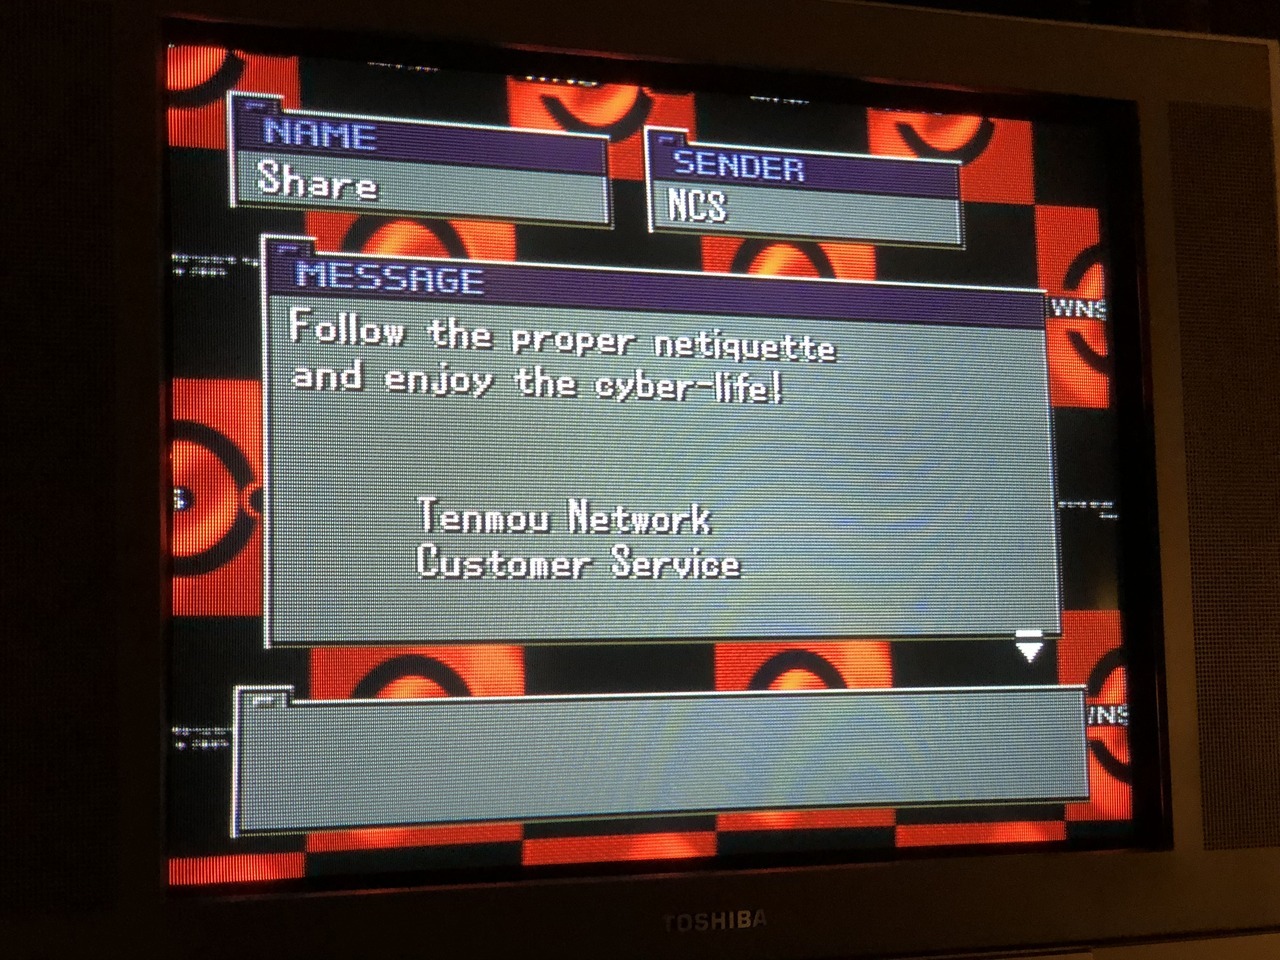 NAME
Share
SENDER
NCS
MESSAGE
Follow the proper netiquette
and enjoy the cyber-life!
Tenmou Network
Customer Service
WNS
TOSHIBA